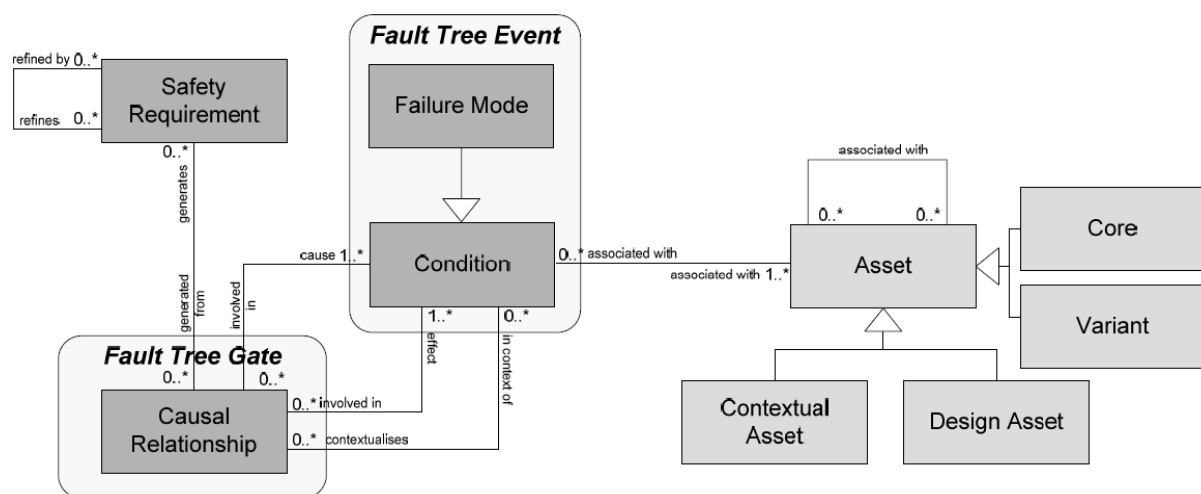 Fault Tree Event
refined by 0..*
Safety
Requirement
refines 0..*
0..*
generates
generated
from
0..*
Failure Mode
Condition
cause 1..*
involved
in
0..*
1..*
effect
0..*
in context of
0..* associated with
associated with 1..*
associated with
0..* 0..*
Asset
Core
Variant
Contextual
Asset
Design Asset
Fault Tree Gate
Causal
Relationship
0..* involved in
0..* contextualises